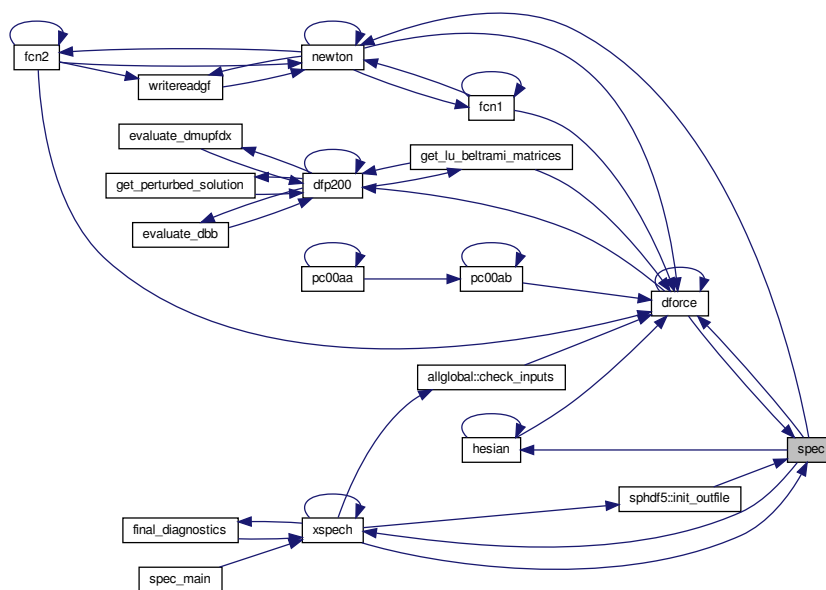 fcn2
newton
writereadgf
fcn1
evaluate_dmupfdx
get_lu_beltrami_matrices
get_perturbed_solution
dfp200
evaluate_dbb
pc00aa
pc00ab
dforce
allglobal::check_inputs
hesian
spec
sphdf5::init_outfile
final_diagnostics
xspech
spec_main